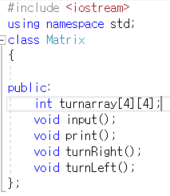 #include <iostream>
using namespace std;
class Matrix
{
public:
int turnarray[4][4];
void input();
void print();
void turnRight();
void turnLeft();
};